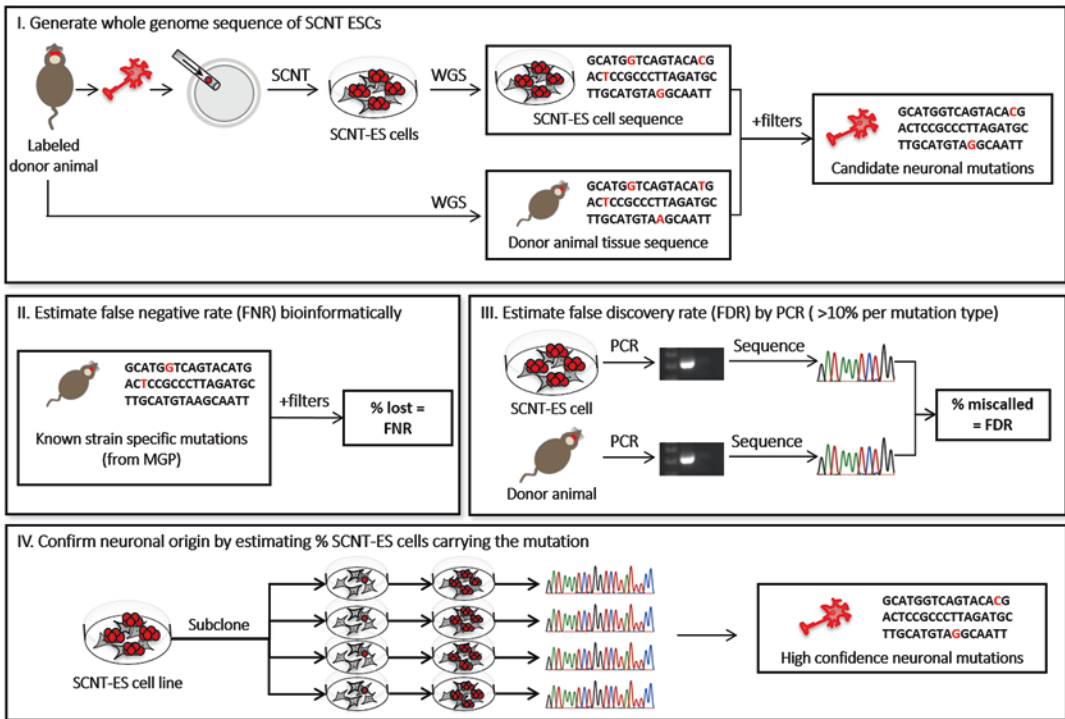 I. Generate whole genome sequence of SCNT ESCs
Labeled
donor animal
SCNT
SCNT-ES cells
WGS
GCATGGTCAGTACACG
ACTCCGCCCTTAGATGC
TTGCATGTAGGCAATT
SCNT-ES cell sequence
WGS
GCATGGTCAGTACATG
ACTCCGCCCTTAGATGC
TTGCATGTAAGCAATT
Donor animal tissue sequence
+filters
GCATGGTCAGTACACG
ACTCCGCCCTTAGATGC
TTGCATGTAGGCAATT
Candidate neuronal mutations
II. Estimate false negative rate (FNR) bioinformatically
GCATGGTCAGTACATG
ACTCCGCCCTTAGATGC
TTGCATGTAAGCAATT
Known strain specific mutations
(from MGP)
+filters
% lost =
FNR
III. Estimate false discovery rate (FDR) by PCR ( >10% per mutation type)
SCNT-ES cell
PCR
Sequence
Donor animal
PCR
Sequence
% miscalled
= FDR
IV. Confirm neuronal origin by estimating % SCNT-ES cells carrying the mutation
SCNT-ES cell line
Subclone
GCATGGTCAGTACACG
ACTCCGCCCTTAGATGC
TTGCATGTAGGCAATT
High confidence neuronal mutations